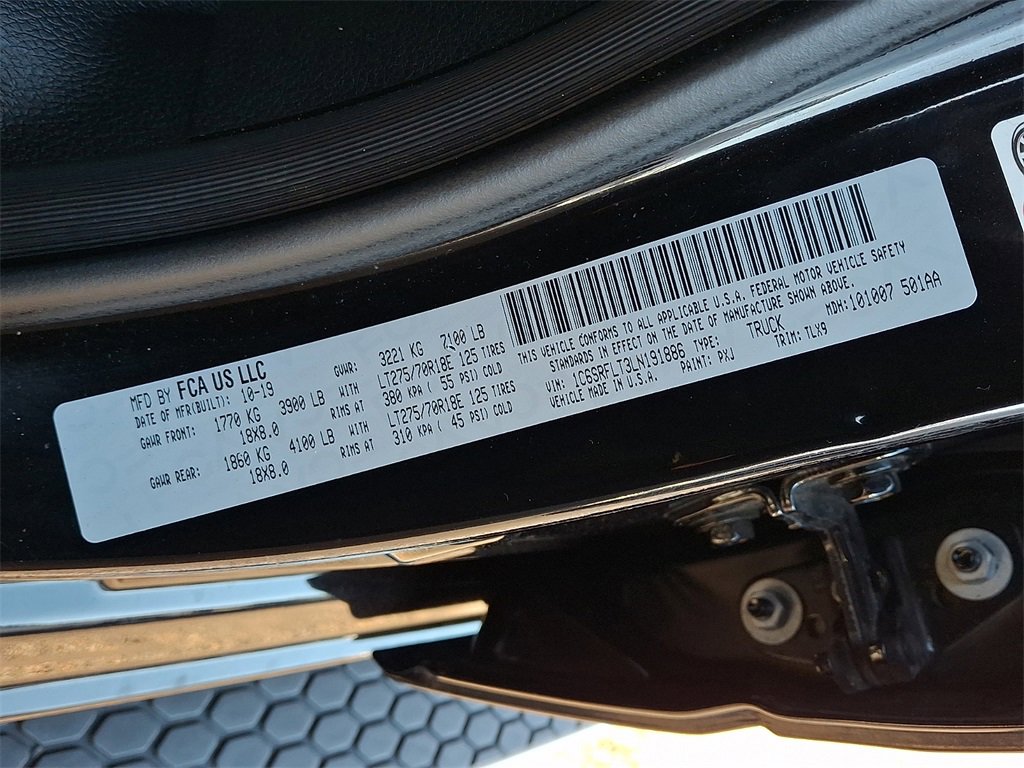 MFD BY FCA US LLC
DATE OF MFR(BUILT): 10-19
GVWR: 3221 KG 7100 LB
GAWR FRONT: 1770 KG 3900 LB WITH LT275/70R18E 125 TIRES
18X8.0 RIMS AT 380 KPA ( 55 PSI) COLD
GAWR REAR: 1860 KG 4100 LB WITH LT275/70R18E 125 TIRES
18X8.0 RIMS AT 310 KPA ( 45 PSI) COLD
THIS VEHICLE CONFORMS TO ALL APPLICABLE U.S.A. FEDERAL MOTOR VEHICLE SAFETY
STANDARDS IN EFFECT ON THE DATE OF MANUFACTURE SHOWN ABOVE.
VIN: 1C6SRFLT3LN191886 TYPE: TRUCK MDH: 101007 501AA
VEHICLE MADE IN U.S.A. PAINT: PXJ TRIM: TLX9